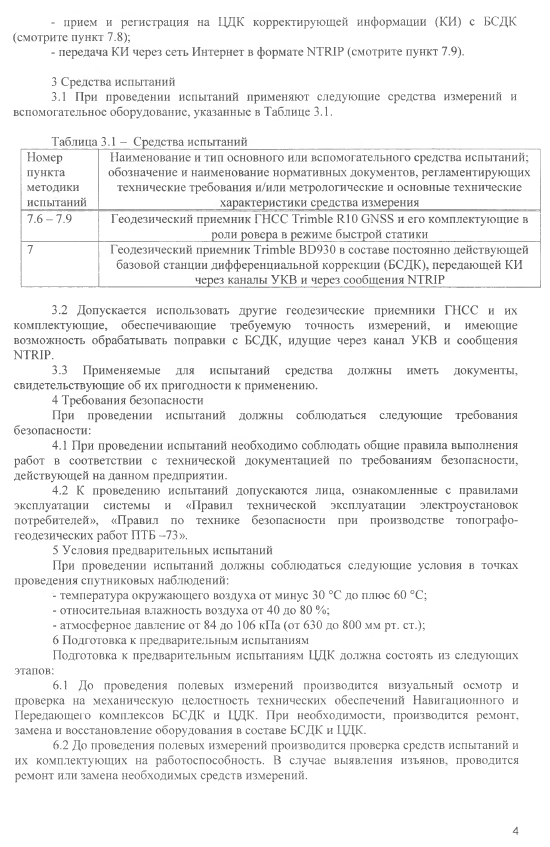 - прием и регистрация на ЦДК корректирующей информации (КИ) с БСДК
(смотрите пункт 7.8);
- передача КИ через сеть Интернет в формате NTRIP (смотрите пункт 7.9).
3 Средства испытаний
3.1 При проведении испытаний применяют следующие средства измерений и
вспомогательное оборудование, указанные в Таблице 3.1.
Таблица 3.1 – Средства испытаний
Номер
пункта
методики
испытаний
Наименование и тип основного или вспомогательного средства испытаний;
обозначение и наименование нормативных документов, регламентирующих
технические требования и/или метрологические и основные технические
характеристики средства измерения
7.6 – 7.9
Геодезический приемник ГНСС Trimble R10 GNSS и его комплектующие в
роли ровера в режиме быстрой статики
7
Геодезический приемник Trimble BD930 в составе постоянно действующей
базовой станции дифференциальной коррекции (БСДК), передающей КИ
через каналы УКВ и через сообщения NTRIP
3.2 Допускается использовать другие геодезические приемники ГНСС и их
комплектующие, обеспечивающие требуемую точность измерений, и имеющие
возможность обрабатывать поправки с БСДК, идущие через канал УКВ и сообщения
NTRIP.
3.3 Применяемые для испытаний средства должны иметь документы,
свидетельствующие об их пригодности к применению.
4 Требования безопасности
При проведении испытаний должны соблюдаться следующие требования
безопасности:
4.1 При проведении испытаний необходимо соблюдать общие правила выполнения
работ в соответствии с технической документацией по требованиям безопасности,
действующей на данном предприятии.
4.2 К проведению испытаний допускаются лица, ознакомленные с правилами
эксплуатации системы и «Правил технической эксплуатации электроустановок
потребителей», «Правил по технике безопасности при производстве топографо-
геодезических работ ПТБ –73».
5 Условия предварительных испытаний
При проведении испытаний должны соблюдаться следующие условия в точках
проведения спутниковых наблюдений:
- температура окружающего воздуха от минус 30 °С до плюс 60 °С;
- относительная влажность воздуха от 40 до 80 %;
- атмосферное давление от 84 до 106 кПа (от 630 до 800 мм рт. ст.);
6 Подготовка к предварительным испытаниям
Подготовка к предварительным испытаниям ЦДК должна состоять из следующих
этапов:
6.1 До проведения полевых измерений производится визуальный осмотр и
проверка на механическую целостность технических обеспечений Навигационного и
Передающего комплексов БСДК и ЦДК. При необходимости, производится ремонт,
замена и восстановление оборудования в составе БСДК и ЦДК.
6.2 До проведения полевых измерений производится проверка средств испытаний и
их комплектующих на работоспособность. В случае выявления изъянов, проводится
ремонт или замена необходимых средств измерений.
4